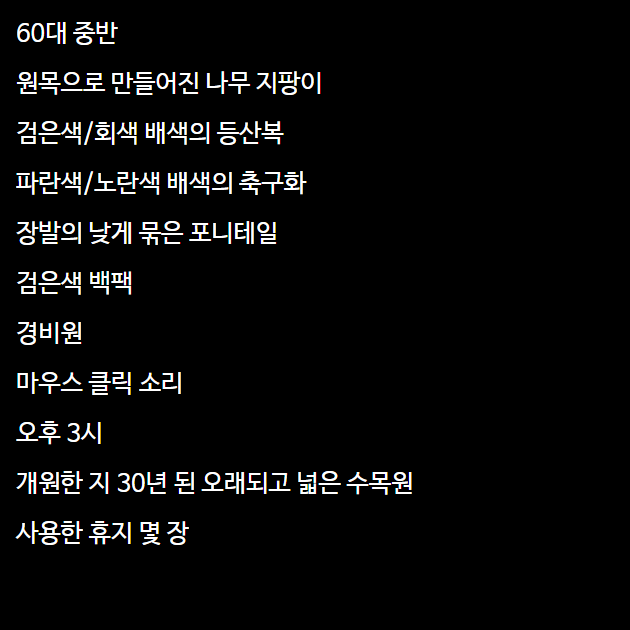 60대 중반
원목으로 만들어진 나무 지팡이
검은색/회색 배색의 등산복
파란색/노란색 배색의 축구화
장발의 낮게 묶은 포니테일
검은색 백팩
경비원
마우스 클릭 소리
오후 3시
개원한 지 30년 된 오래되고 넓은 수목원
사용한 휴지 몇 장